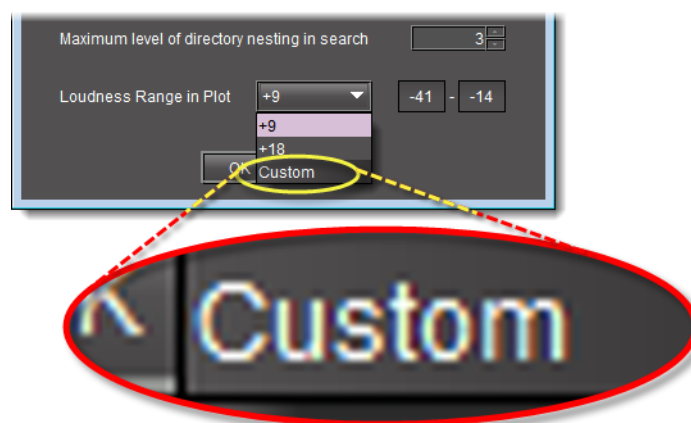 Maximum level of directory nesting in search 3
Loudness Range in Plot +9 -41 - -14
+9
+18
OK Custom
K Custom